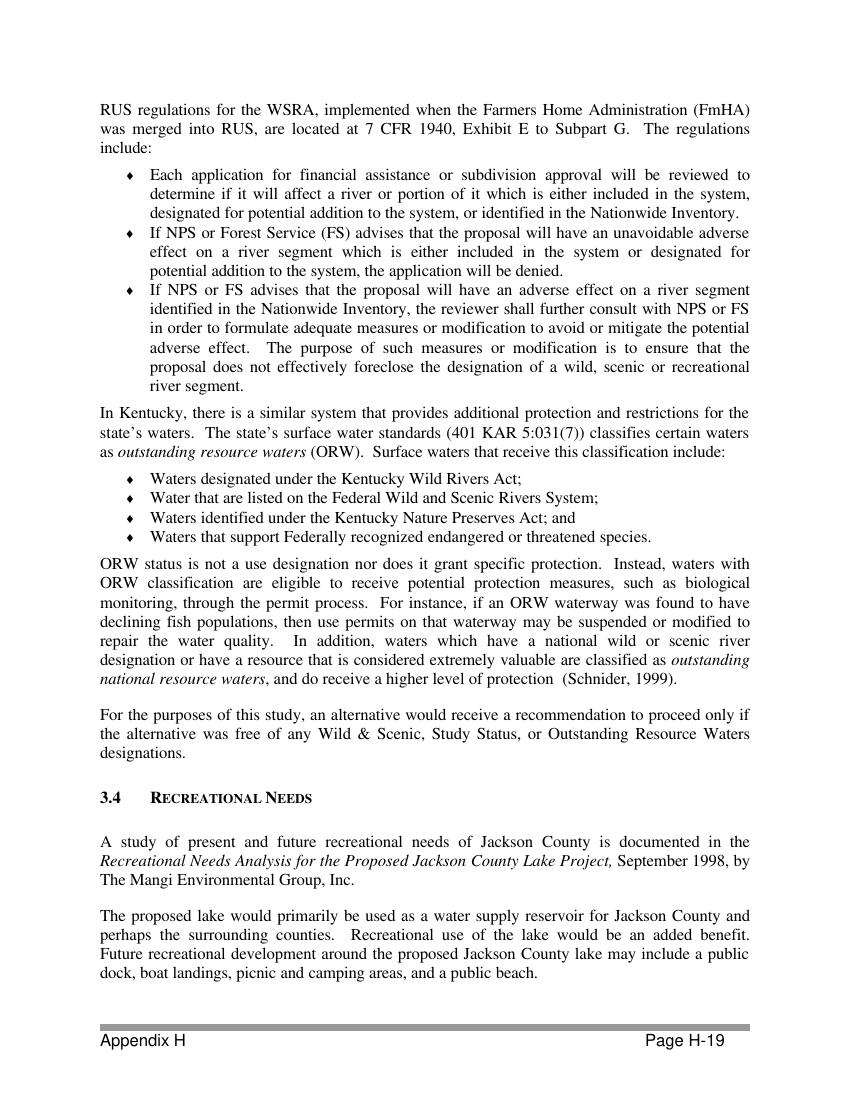 RUS regulations for the WSRA, implemented when the Farmers Home Administration (FmHA)
was merged into RUS, are located at 7 CFR 1940, Exhibit E to Subpart G.  The regulations
include:
♦ Each application for financial assistance or subdivision approval will be reviewed to
determine if it will affect a river or portion of it which is either included in the system,
designated for potential addition to the system, or identified in the Nationwide Inventory.
♦ If NPS or Forest Service (FS) advises that the proposal will have an unavoidable adverse
effect on a river segment which is either included in the system or designated for
potential addition to the system, the application will be denied.
♦ If NPS or FS advises that the proposal will have an adverse effect on a river segment
identified in the Nationwide Inventory, the reviewer shall further consult with NPS or FS
in order to formulate adequate measures or modification to avoid or mitigate the potential
adverse effect.  The purpose of such measures or modification is to ensure that the
proposal does not effectively foreclose the designation of a wild, scenic or recreational
river segment.
In Kentucky, there is a similar system that provides additional protection and restrictions for the
state's waters.  The state's surface water standards (401 KAR 5:031(7)) classifies certain waters
as outstanding resource waters (ORW).  Surface waters that receive this classification include:
♦ Waters designated under the Kentucky Wild Rivers Act;
♦ Water that are listed on the Federal Wild and Scenic Rivers System;
♦ Waters identified under the Kentucky Nature Preserves Act; and
♦ Waters that support Federally recognized endangered or threatened species.
ORW status is not a use designation nor does it grant specific protection.  Instead, waters with
ORW classification are eligible to receive potential protection measures, such as biological
monitoring, through the permit process.  For instance, if an ORW waterway was found to have
declining fish populations, then use permits on that waterway may be suspended or modified to
repair the water quality.  In addition, waters which have a national wild or scenic river
designation or have a resource that is considered extremely valuable are classified as outstanding
national resource waters, and do receive a higher level of protection  (Schnider, 1999).
For the purposes of this study, an alternative would receive a recommendation to proceed only if
the alternative was free of any Wild & Scenic, Study Status, or Outstanding Resource Waters
designations.
3.4 RECREATIONAL NEEDS
A study of present and future recreational needs of Jackson County is documented in the
Recreational Needs Analysis for the Proposed Jackson County Lake Project, September 1998, by
The Mangi Environmental Group, Inc.
The proposed lake would primarily be used as a water supply reservoir for Jackson County and
perhaps the surrounding counties.  Recreational use of the lake would be an added benefit.
Future recreational development around the proposed Jackson County lake may include a public
dock, boat landings, picnic and camping areas, and a public beach.
Appendix H Page H-19